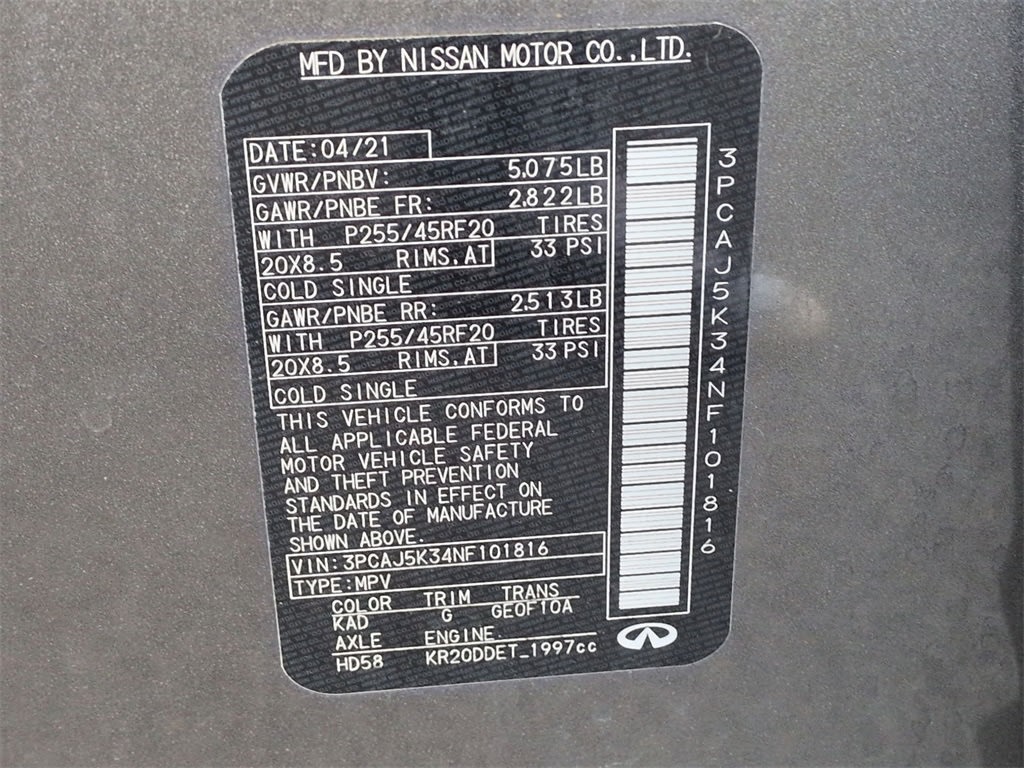 MFD BY NISSAN MOTOR CO.,LTD.
DATE:04/21
GVWR/PNBV: 5.075LB
GAWR/PNBE FR: 2.822LB
WITH P255/45RF20 TIRES
20X8.5 RIMS.AT 33 PSI
COLD SINGLE
GAWR/PNBE RR: 2.513LB
WITH P255/45RF20 TIRES
20X8.5 RIMS.AT 33 PSI
COLD SINGLE
THIS VEHICLE CONFORMS TO
ALL APPLICABLE FEDERAL
MOTOR VEHICLE SAFETY
AND THEFT PREVENTION
STANDARDS IN EFFECT ON
THE DATE OF MANUFACTURE
SHOWN ABOVE.
VIN:3PCAJ5K34NF101816
TYPE:MPV
COLOR TRIM TRANS
KAD G GE0F10A
AXLE ENGINE
HD58 KR20DDET_1997cc
3PCAJ5K34NF101816